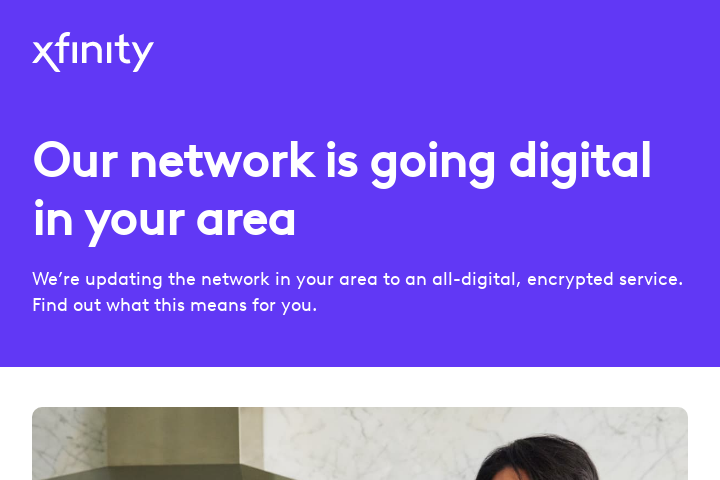 xfinity
Our network is going digital
in your area
We’re updating the network in your area to an all-digital, encrypted service.
Find out what this means for you.